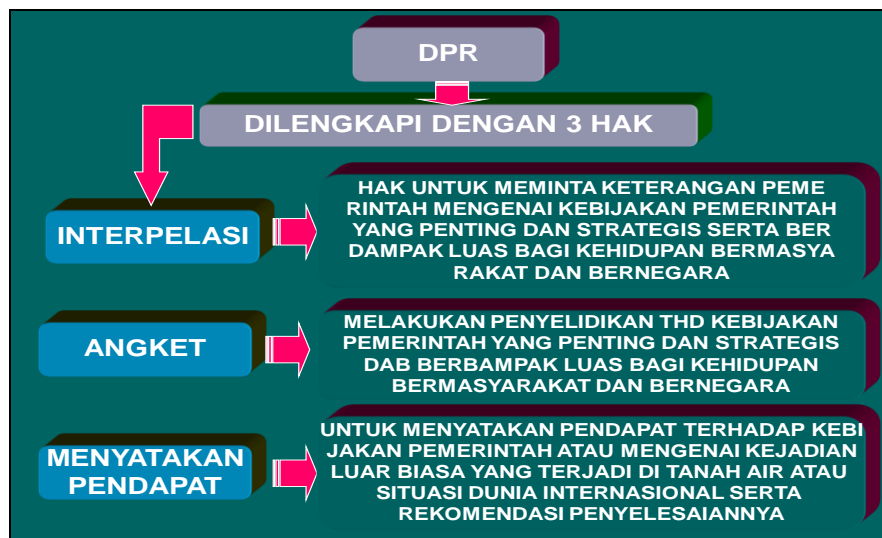 DPR
DILENGKAPI DENGAN 3 HAK
INTERPELASI
HAK UNTUK MEMINTA KETERANGAN PEME
RINTAH MENGENAI KEBIJAKAN PEMERINTAH
YANG PENTING DAN STRATEGIS SERTA BER
DAMPAK LUAS BAGI KEHIDUPAN BERMASYA
RAKAT DAN BERNEGARA
ANGKET
MELAKUKAN PENYELIDIKAN THD KEBIJAKAN
PEMERINTAH YANG PENTING DAN STRATEGIS
DAB BERBAMPAK LUAS BAGI KEHIDUPAN
BERMASYARAKAT DAN BERNEGARA
MENYATAKAN
PENDAPAT
UNTUK MENYATAKAN PENDAPAT TERHADAP KEBI
JAKAN PEMERINTAH ATAU MENGENAI KEJADIAN
LUAR BIASA YANG TERJADI DI TANAH AIR ATAU
SITUASI DUNIA INTERNASIONAL SERTA
REKOMENDASI PENYELESAIANNYA